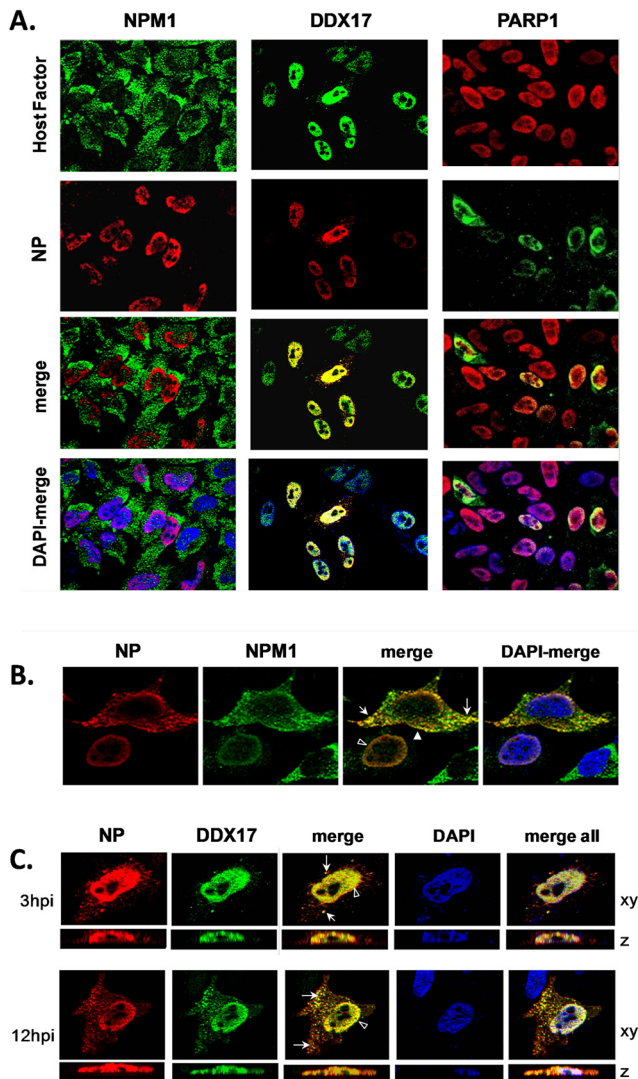 A.
NPM1 DDX17 PARP1
Host Factor
NP
merge
DAPI-merge
B.
NP NPM1 merge DAPI-merge
C.
NP DDX17 merge DAPI merge all
3hpi
xy
z
12hpi
xy
z